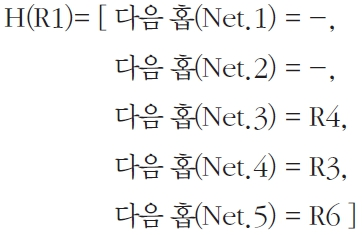 H(R1)= [ 다음 홉(Net.1) = −,
다음 홉(Net.2) = −,
다음 홉(Net.3) = R4,
다음 홉(Net.4) = R3,
다음 홉(Net.5) = R6 ]